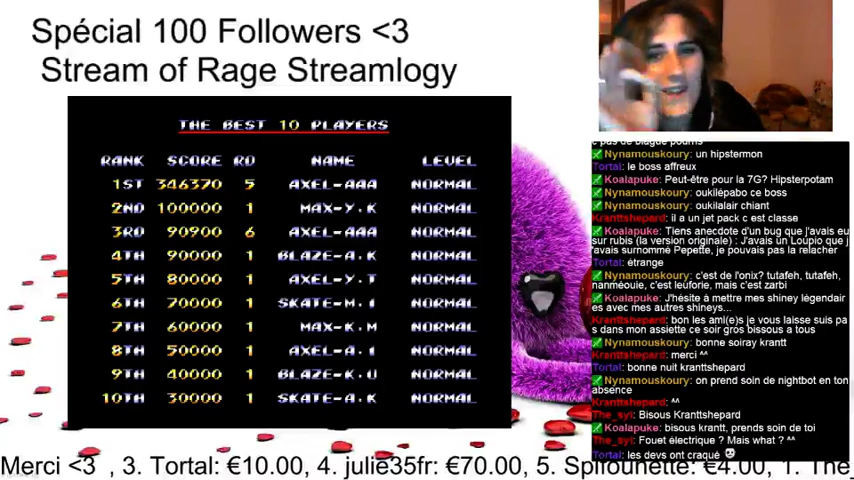 Spécial 100 Followers <3
Stream of Rage Streamlogy
THE BEST 10 PLAYERS
RANK SCORE RD NAME LEVEL
1ST 346370 5 AXEL-AAA NORMAL
2ND 100000 1 MAX-Y.K NORMAL
3RD 90900 6 AXEL-AAA NORMAL
4TH 90000 1 BLAZE-A.K NORMAL
5TH 80000 1 AXEL-Y.T NORMAL
6TH 70000 1 SKATE-M.I NORMAL
7TH 60000 1 MAX-K.M NORMAL
8TH 50000 1 AXEL-A.I NORMAL
9TH 40000 1 BLAZE-K.U NORMAL
10TH 30000 1 SKATE-A.K NORMAL
c pas de blague pourris
Nynamouskoury: un hipstermon
Tortal: le boss affreux
Koalapuke: Peut-être pour la 7G? Hipsterpotam
Nynamouskoury: oukilépabo ce boss
Nynamouskoury: oukilalair chiant
Kranttshepard: il a un jet pack c est classe
Koalapuke: Tiens anecdote d'un bug que j'avais eu
sur rubis (la version originale) : J'avais un Loupio que j
'avais surnommé Pepette, je pouvais pas la relacher
Tortal: étrange
Nynamouskoury: c'est de l'onix? tutafeh, tutafeh,
nanméouie, c'est leuforie, mais c'est zarbi
Koalapuke: J'hésite à mettre mes shiney légendair
es avec mes autres shineys...
Kranttshepard: bon les ami(e)s je vous laisse suis pa
s dans mon assiette ce soir gros bissous a tous
Nynamouskoury: bonne soiray krantt
Kranttshepard: merci ^^
Tortal: bonne nuit kranttshepard
Nynamouskoury: on prend soin de nightbot en ton
absence
Kranttshepard: ^^
The_syl: Bisous Kranttshepard
Koalapuke: bisous krantt, prends soin de toi
The_syl: Fouet électrique ? Mais what ? ^^
Tortal: les devs ont craqué
Merci <3 , 3. Tortal: €10.00, 4. julie35fr: €70.00, 5. Spirounette: €4.00, 1. The_